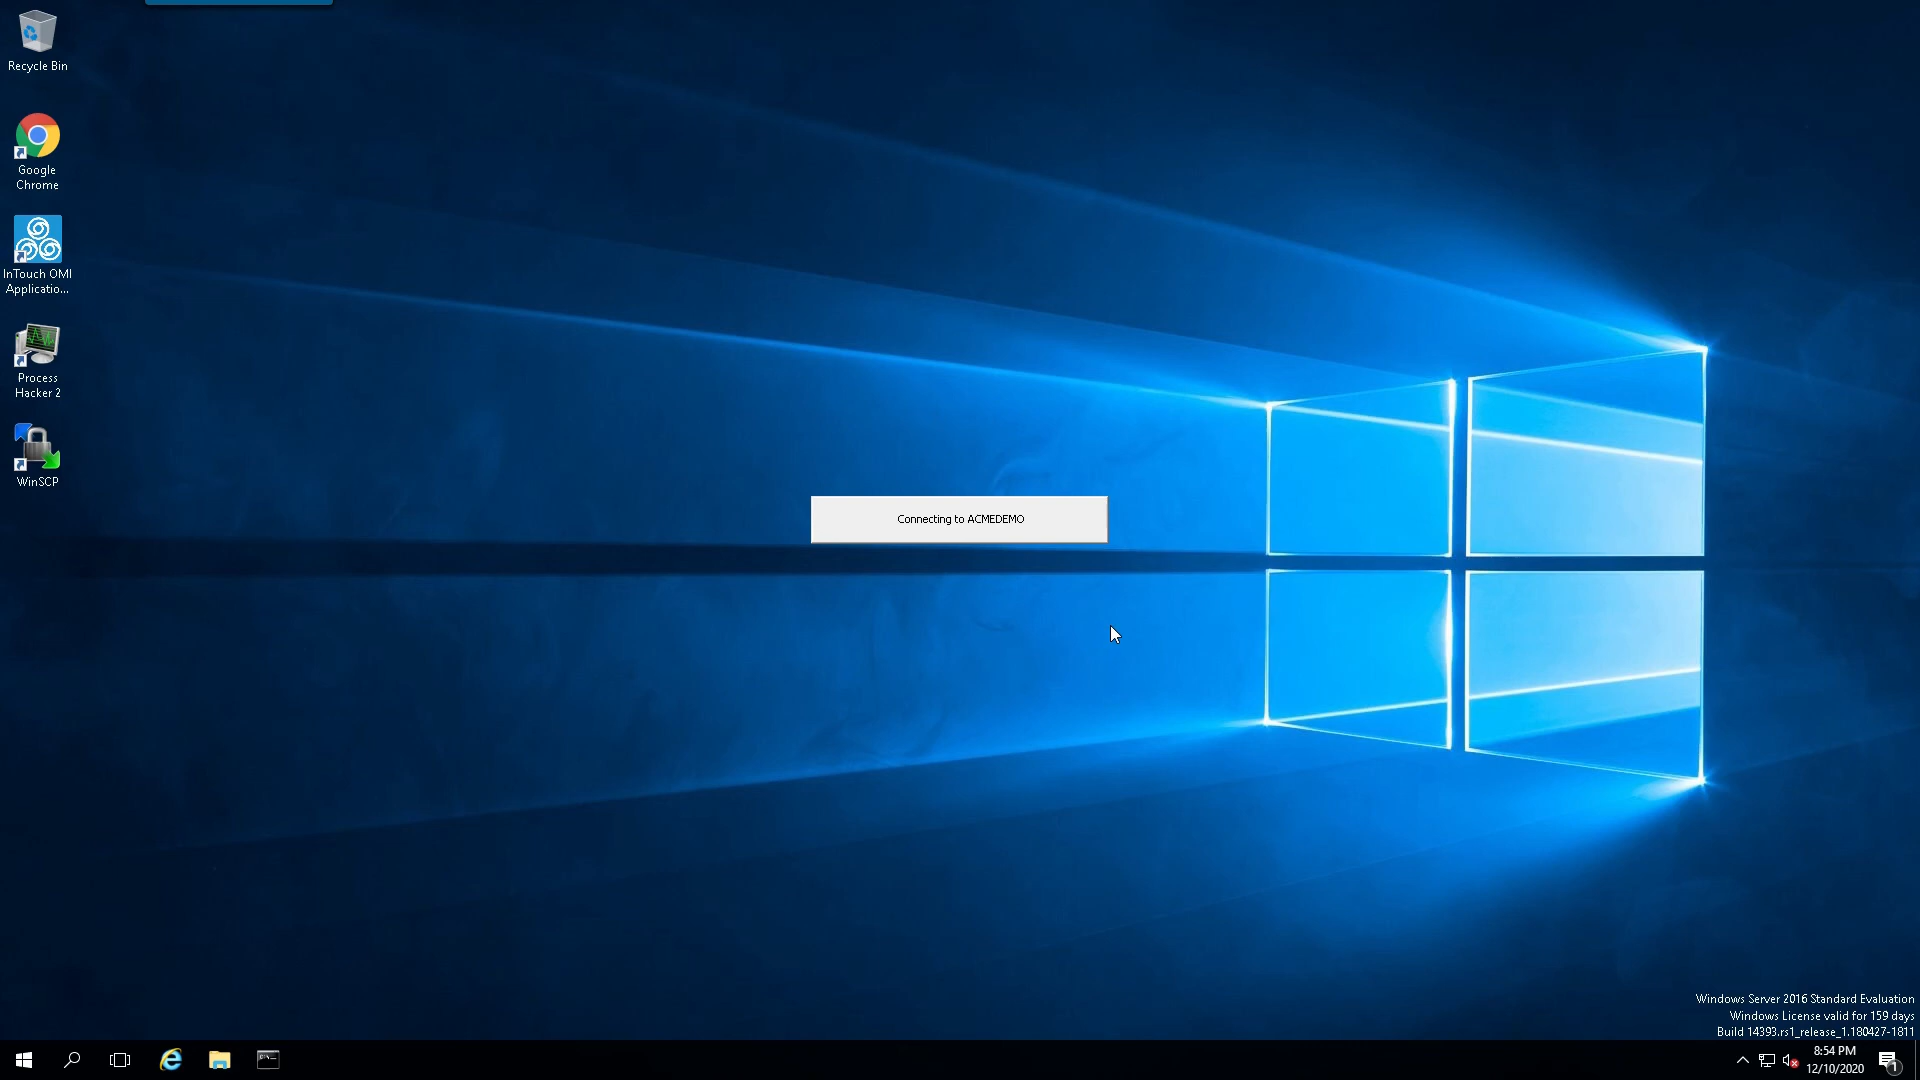 Recycle Bin
Google
Chrome
InTouch OMI
Applicatio...
Process
Hacker 2
WinSCP
Connecting to ACMEDEMO
Windows Server 2016 Standard Evaluation
Windows License valid for 159 days
Build 14393.rs1_release_1.180427-1811
8:54 PM
12/10/2020
1